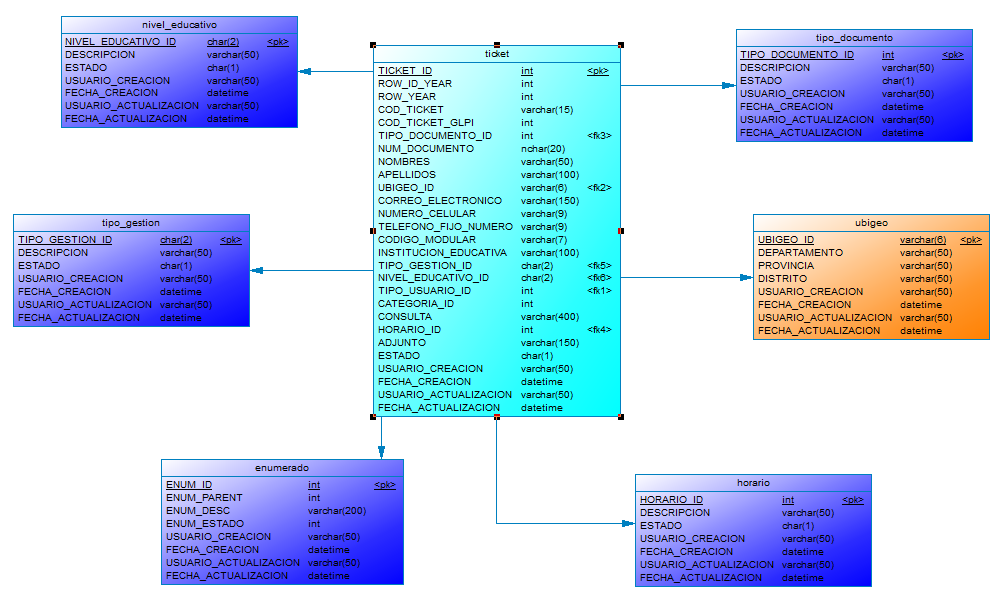 nivel_educativo
NIVEL_EDUCATIVO_ID char(2) <pk>
DESCRIPCION varchar(50)
ESTADO char(1)
USUARIO_CREACION varchar(50)
FECHA_CREACION datetime
USUARIO_ACTUALIZACION varchar(50)
FECHA_ACTUALIZACION datetime
ticket
TICKET_ID int <pk>
ROW_ID_YEAR int
ROW_YEAR int
COD_TICKET varchar(15)
COD_TICKET_GLPI int
TIPO_DOCUMENTO_ID int <fk3>
NUM_DOCUMENTO nchar(20)
NOMBRES varchar(50)
APELLIDOS varchar(100)
UBIGEO_ID varchar(6) <fk2>
CORREO_ELECTRONICO varchar(150)
NUMERO_CELULAR varchar(9)
TELEFONO_FIJO_NUMERO varchar(9)
CODIGO_MODULAR varchar(7)
INSTITUCION_EDUCATIVA varchar(100)
TIPO_GESTION_ID char(2) <fk5>
NIVEL_EDUCATIVO_ID char(2) <fk6>
TIPO_USUARIO_ID int <fk1>
CATEGORIA_ID int
CONSULTA varchar(400)
HORARIO_ID int <fk4>
ADJUNTO varchar(150)
ESTADO char(1)
USUARIO_CREACION varchar(50)
FECHA_CREACION datetime
USUARIO_ACTUALIZACION varchar(50)
FECHA_ACTUALIZACION datetime
tipo_documento
TIPO_DOCUMENTO_ID int <pk>
DESCRIPCION varchar(50)
ESTADO char(1)
USUARIO_CREACION varchar(50)
FECHA_CREACION datetime
USUARIO_ACTUALIZACION varchar(50)
FECHA_ACTUALIZACION datetime
tipo_gestion
TIPO_GESTION_ID char(2) <pk>
DESCRIPCION varchar(50)
ESTADO char(1)
USUARIO_CREACION varchar(50)
FECHA_CREACION datetime
USUARIO_ACTUALIZACION varchar(50)
FECHA_ACTUALIZACION datetime
ubigeo
UBIGEO_ID varchar(6) <pk>
DEPARTAMENTO varchar(50)
PROVINCIA varchar(50)
DISTRITO varchar(50)
USUARIO_CREACION varchar(50)
FECHA_CREACION datetime
USUARIO_ACTUALIZACION varchar(50)
FECHA_ACTUALIZACION datetime
enumerado
ENUM_ID int <pk>
ENUM_PARENT int
ENUM_DESC varchar(200)
ENUM_ESTADO int
USUARIO_CREACION varchar(50)
FECHA_CREACION datetime
USUARIO_ACTUALIZACION varchar(50)
FECHA_ACTUALIZACION datetime
horario
HORARIO_ID int <pk>
DESCRIPCION varchar(50)
ESTADO char(1)
USUARIO_CREACION varchar(50)
FECHA_CREACION datetime
USUARIO_ACTUALIZACION varchar(50)
FECHA_ACTUALIZACION datetime